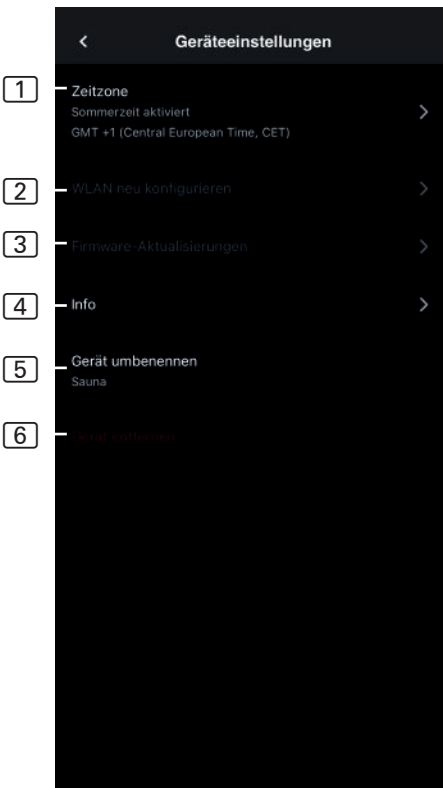 Geräteeinstellungen
1
Zeitzone
Sommerzeit aktiviert
GMT +1 (Central European Time, CET)
2
WLAN neu konfigurieren
3
Firmware-Aktualisierungen
4
Info
5
Gerät umbenennen
Sauna
6
Gerät entfernen